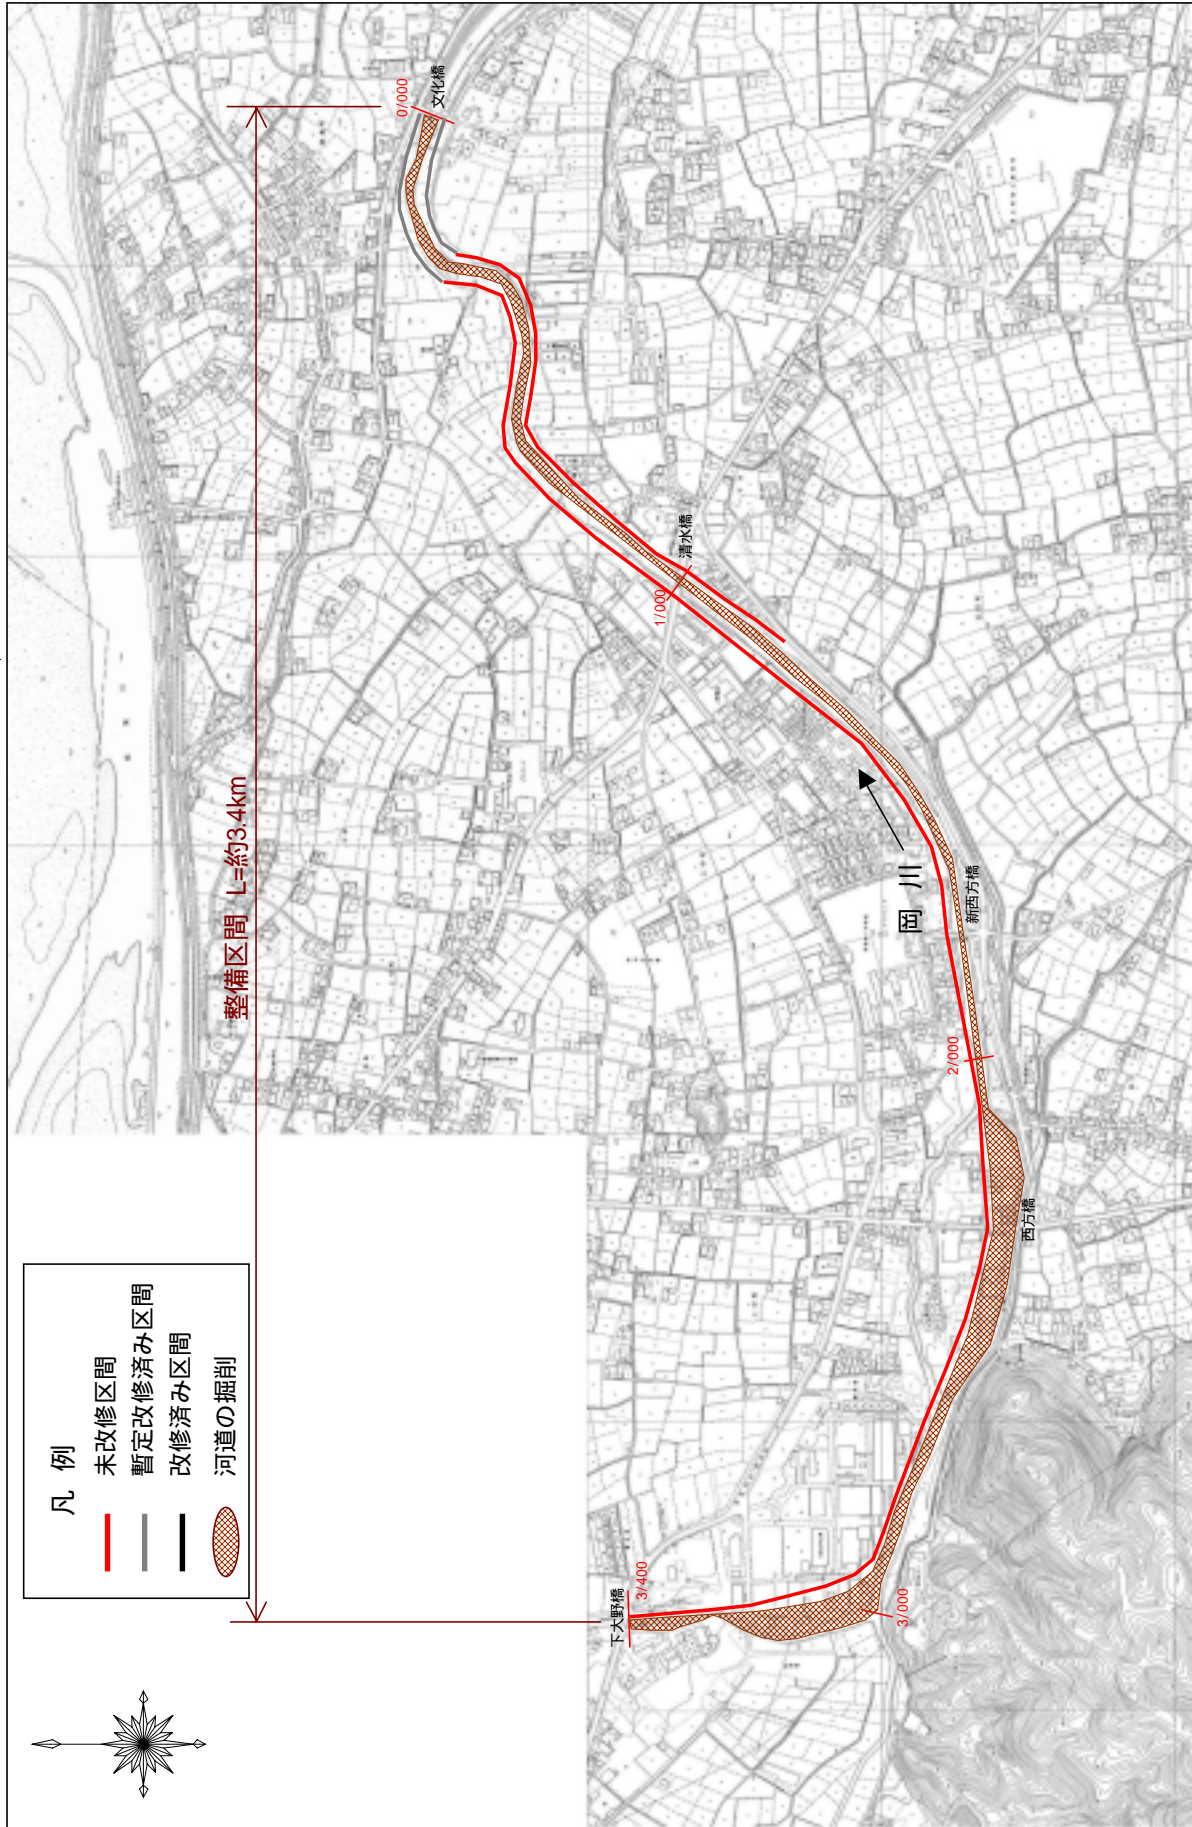 凡 例
未改修区間
暫定改修済み区間
改修済み区間
河道の掘削
整備区間 L=約3.4km
0/000
文化橋
1/000
清水橋
岡 川
新西方橋
2/000
西方橋
3/000
3/400
下大野橋